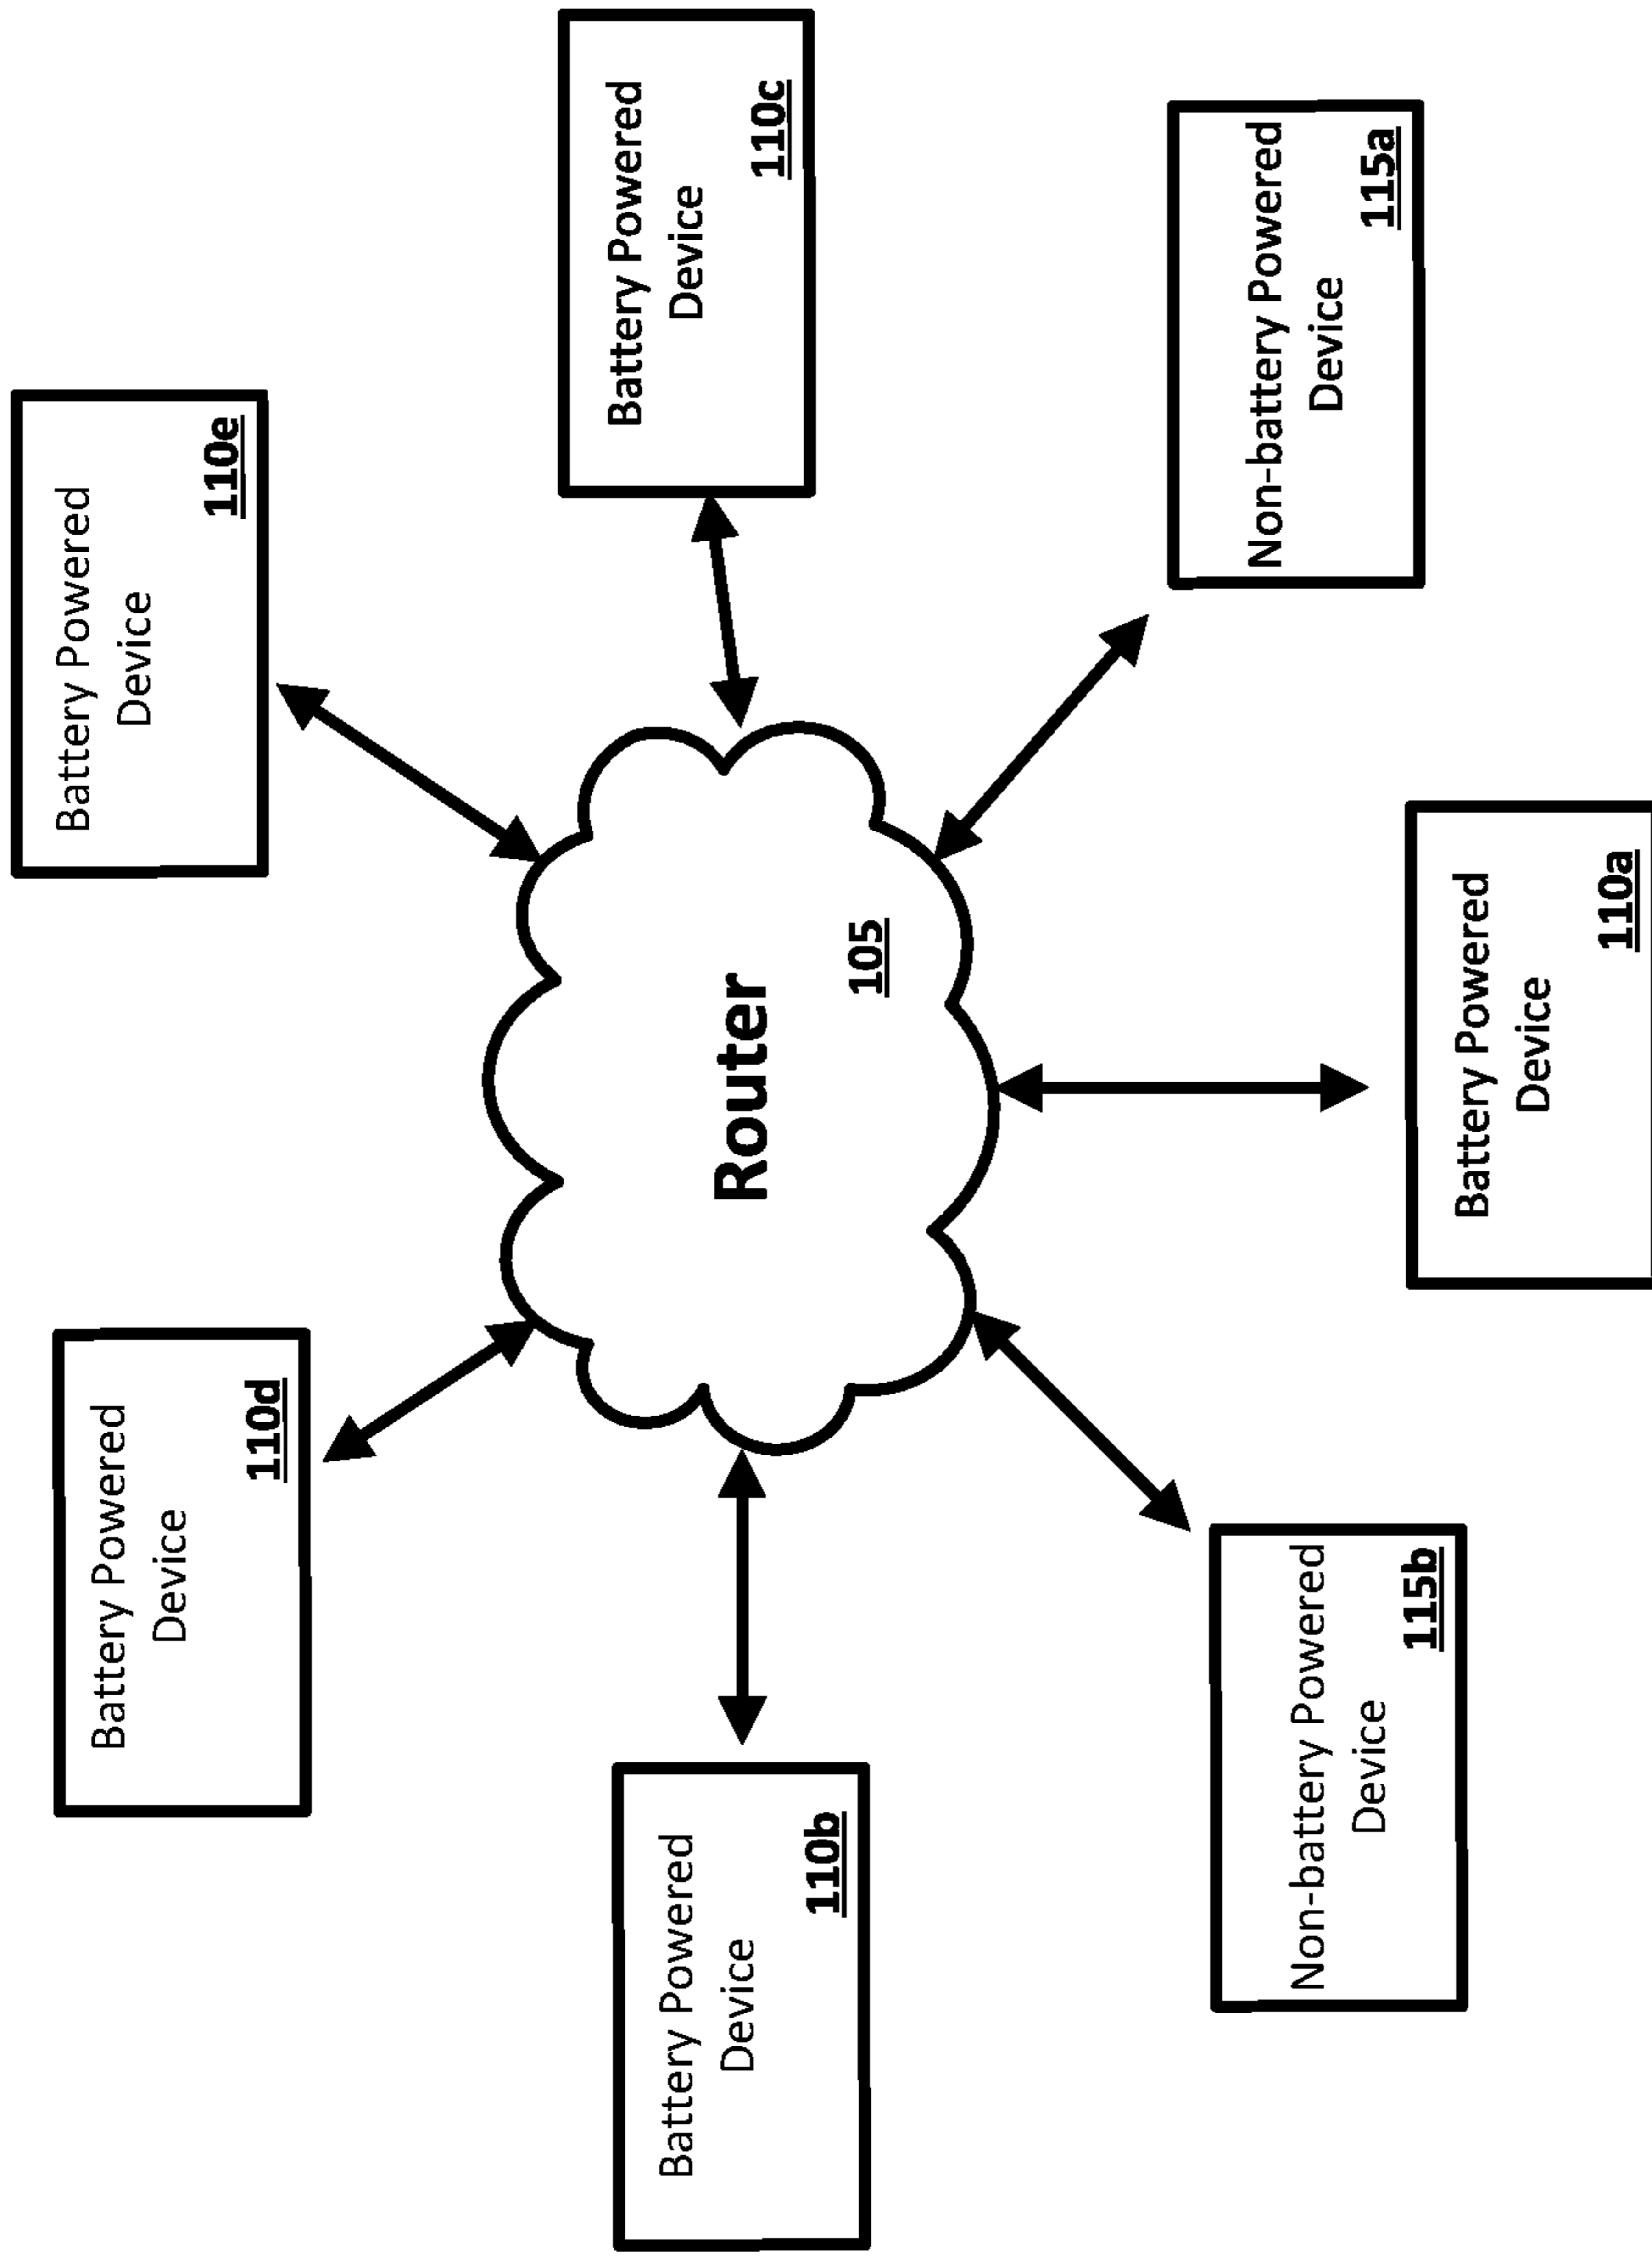 Battery Powered
Device
110d
Battery Powered
Device
110e
Battery Powered
Device
110b
Router
105
Battery Powered
Device
110c
Non-battery Powered
Device
115b
Battery Powered
Device
110a
Non-battery Powered
Device
115a